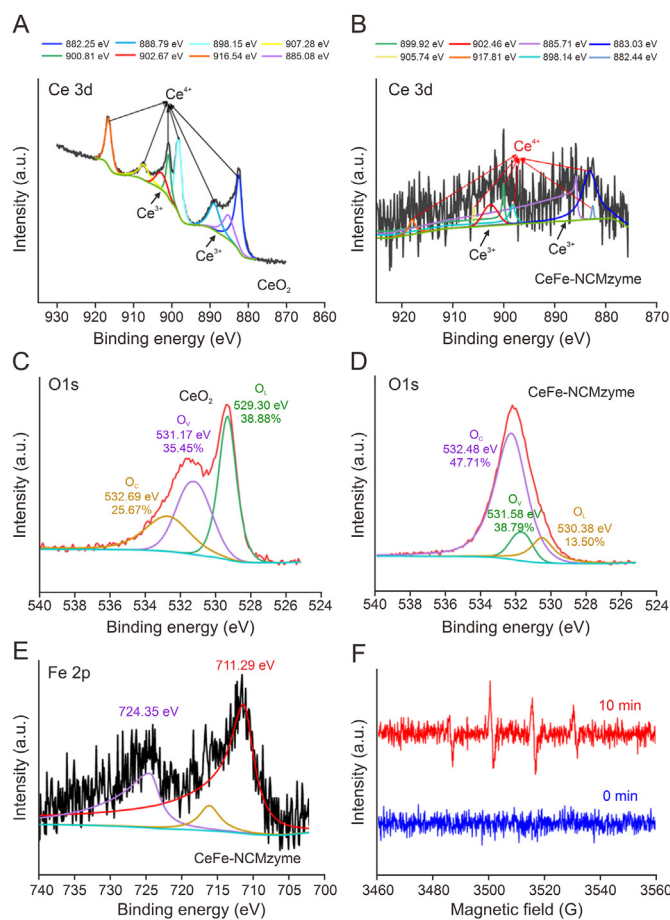 A
882.25 eV 888.79 eV 898.15 eV 907.28 eV
900.81 eV 902.67 eV 916.54 eV 885.08 eV
Ce 3d
Ce4+
Ce3+
Ce3+
CeO2
Intensity (a.u.)
930 920 910 900 890 880 870 860
Binding energy (eV)
B
899.92 eV 902.46 eV 885.71 eV 883.03 eV
905.74 eV 917.81 eV 898.14 eV 882.44 eV
Ce 3d
Ce4+
Ce3+
Ce3+
CeFe-NCMzyme
Intensity (a.u.)
920 910 900 890 880
Binding energy (eV)
C
O1s
CeO2
OL
529.30 eV
38.88%
OV
531.17 eV
35.45%
OC
532.69 eV
25.67%
Intensity (a.u.)
540 538 536 534 532 530 528 526 524
Binding energy (eV)
D
O1s
CeFe-NCMzyme
OC
532.48 eV
47.71%
OV
531.58 eV
38.79%
OL
530.38 eV
13.50%
Intensity (a.u.)
540 538 536 534 532 530 528 526 524
Binding energy (eV)
E
Fe 2p
711.29 eV
724.35 eV
CeFe-NCMzyme
Intensity (a.u.)
740 735 730 725 720 715 710 705 700
Binding energy (eV)
F
10 min
0 min
Intensity (a.u.)
3460 3480 3500 3520 3540 3560
Magnetic field (G)